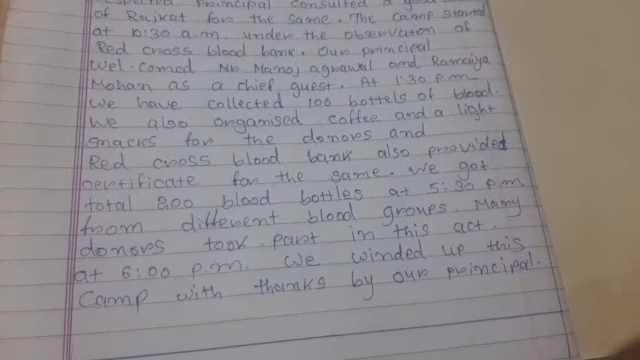 respected principal consulted a good
of Rajkot for the same. The camp started
at 10:30 a.m. under the observation of
Red cross blood bank. Our principal
wel-comed Mr Manoj agrawal and Ramaiya
Mohan as a chief guest. At 1:30 p.m
we have collected 100 bottels of blood.
We also organised coffee and a light
snacks for the donors and
Red cross blood bank also provided
certificate for the same. We got
total 800 blood bottles at 5:30 p.m
from different blood groves. Many
donors took part in this act.
at 6:00 p.m. We winded up this
Camp with thanks by our principal.